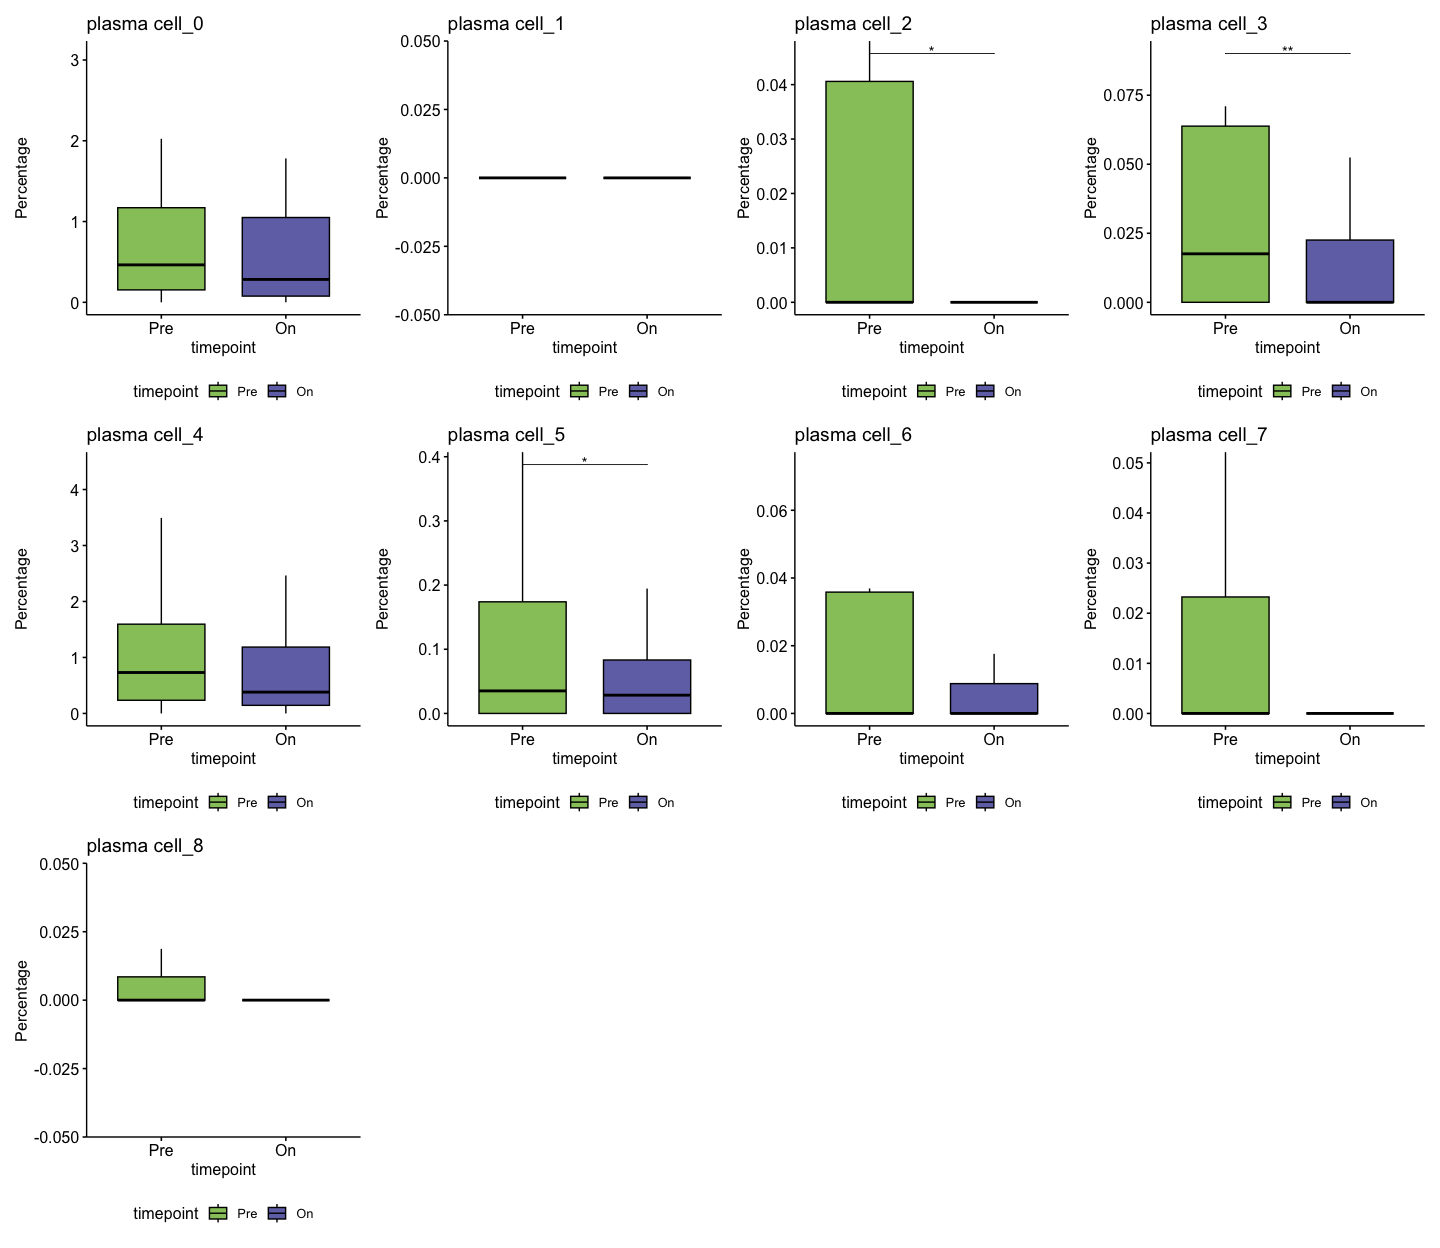 plasma cell_0
3
2
1
0
Percentage
Pre On
timepoint
timepoint Pre On
plasma cell_1
0.050
0.025
0.000
-0.025
-0.050
Percentage
Pre On
timepoint
timepoint Pre On
plasma cell_2
*
0.04
0.03
0.02
0.01
0.00
Percentage
Pre On
timepoint
timepoint Pre On
plasma cell_3
**
0.075
0.050
0.025
0.000
Percentage
Pre On
timepoint
timepoint Pre On
plasma cell_4
4
3
2
1
0
Percentage
Pre On
timepoint
timepoint Pre On
plasma cell_5
*
0.4
0.3
0.2
0.1
0.0
Percentage
Pre On
timepoint
timepoint Pre On
plasma cell_6
0.06
0.04
0.02
0.00
Percentage
Pre On
timepoint
timepoint Pre On
plasma cell_7
0.05
0.04
0.03
0.02
0.01
0.00
Percentage
Pre On
timepoint
timepoint Pre On
plasma cell_8
0.050
0.025
0.000
-0.025
-0.050
Percentage
Pre On
timepoint
timepoint Pre On